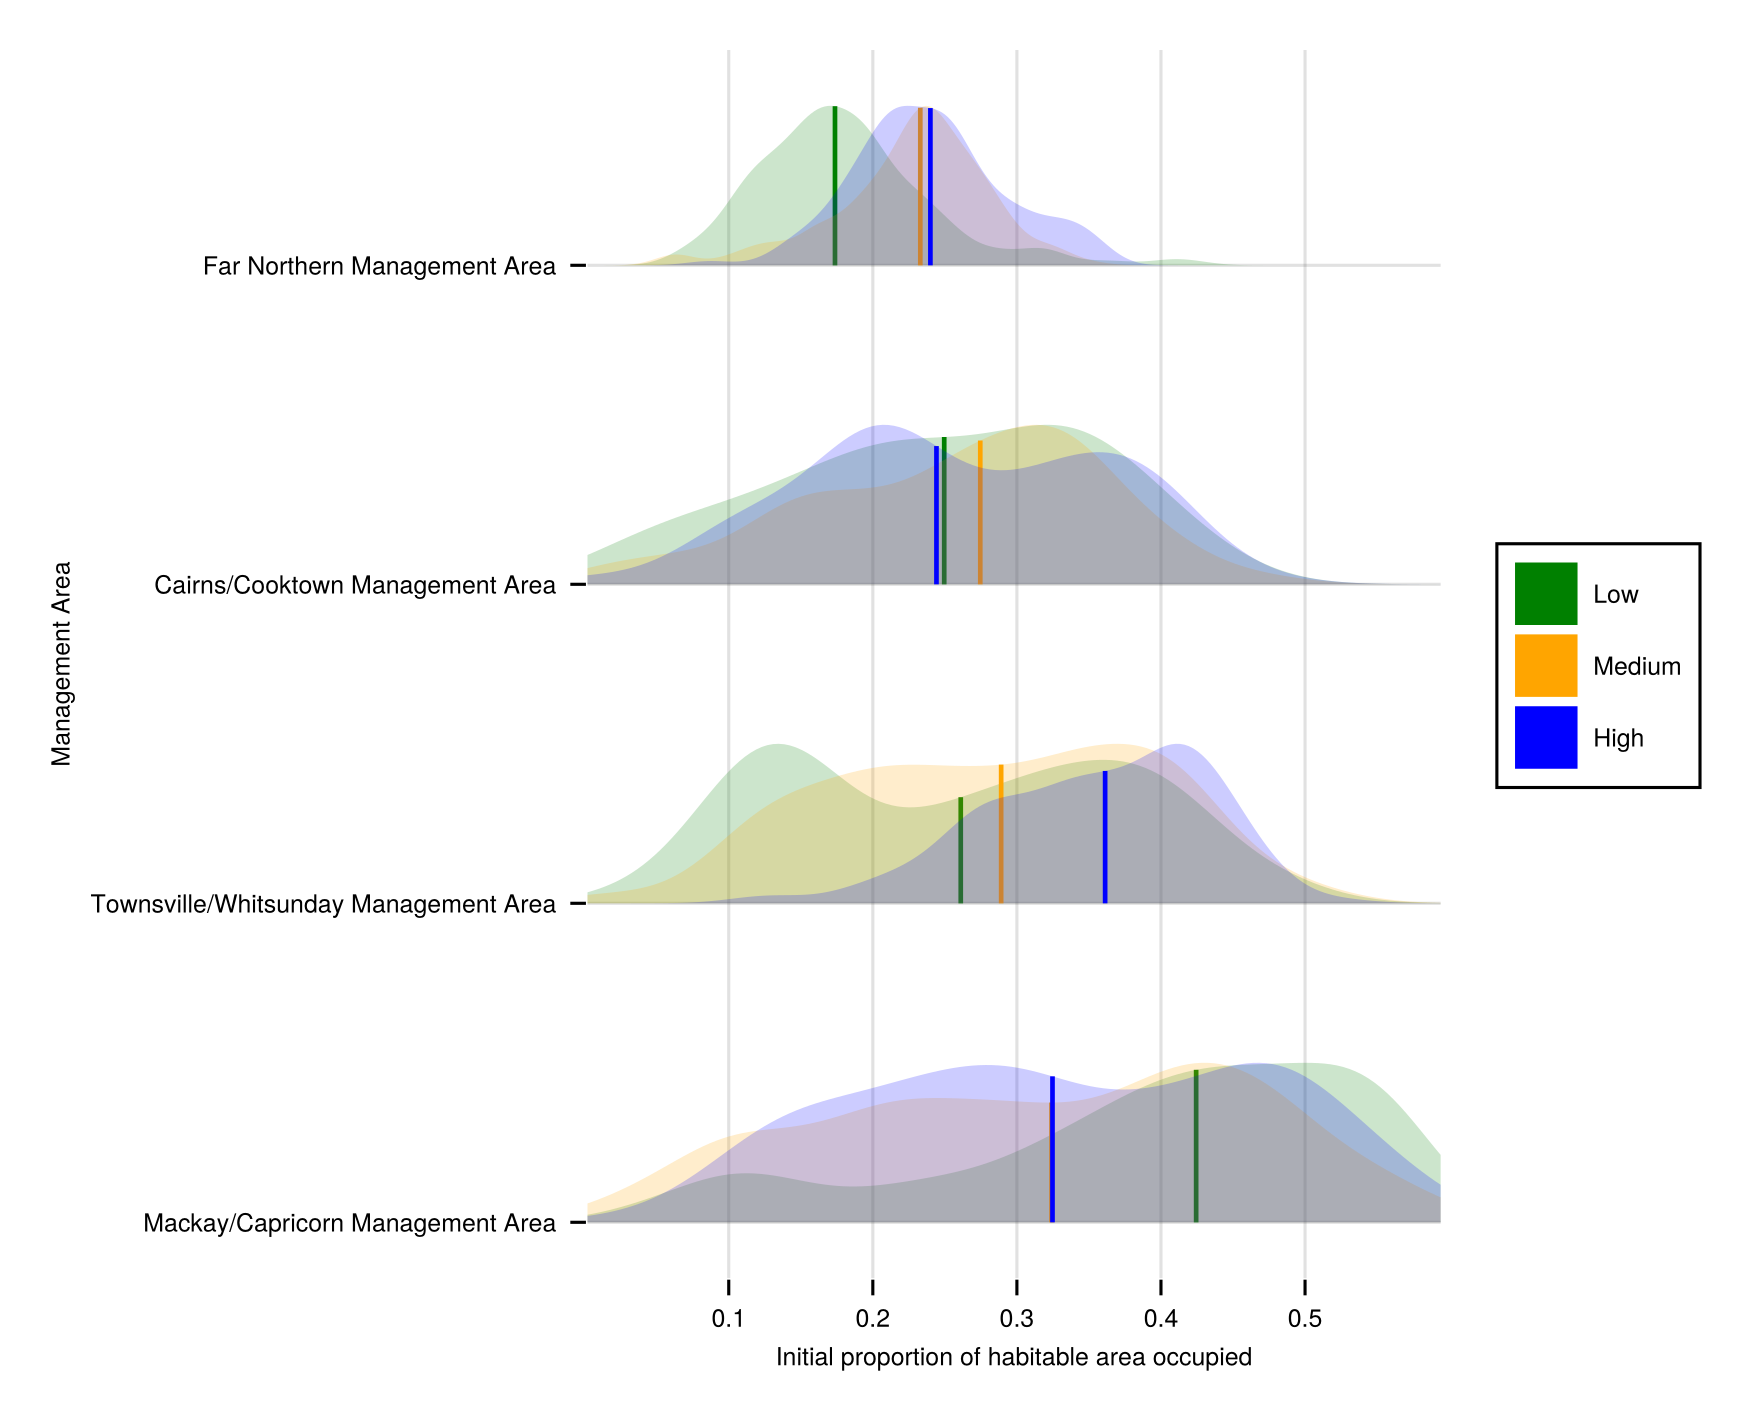 Far Northern Management Area
Cairns/Cooktown Management Area
Townsville/Whitsunday Management Area
Mackay/Capricorn Management Area
Management Area
0.1 0.2 0.3 0.4 0.5
Initial proportion of habitable area occupied
Low
Medium
High